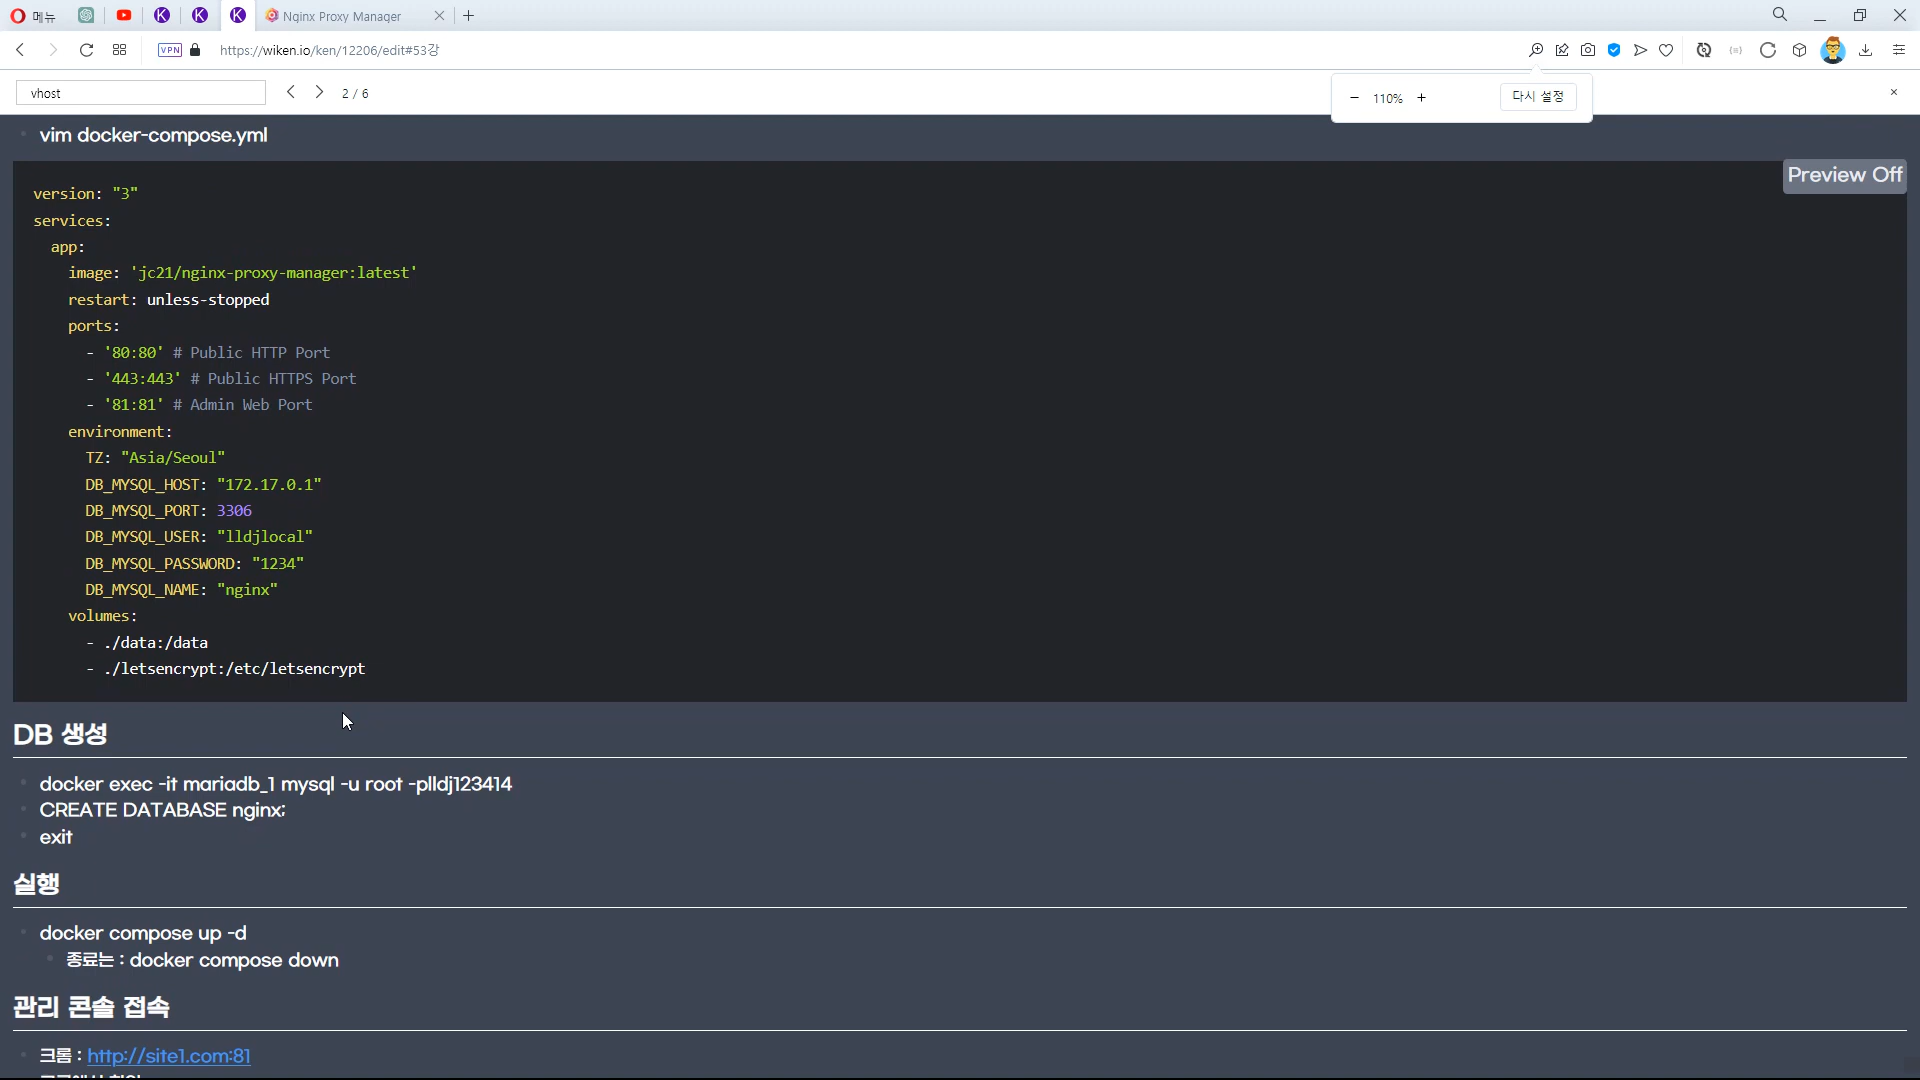 메뉴
Nginx Proxy Manager
VPN
https://wiken.io/ken/12206/edit#53강
vhost
2 / 6
110%
다시 설정
vim docker-compose.yml
Preview Off
version: "3"
services:
app:
image: 'jc21/nginx-proxy-manager:latest'
restart: unless-stopped
ports:
- '80:80' # Public HTTP Port
- '443:443' # Public HTTPS Port
- '81:81' # Admin Web Port
environment:
TZ: "Asia/Seoul"
DB_MYSQL_HOST: "172.17.0.1"
DB_MYSQL_PORT: 3306
DB_MYSQL_USER: "lldjlocal"
DB_MYSQL_PASSWORD: "1234"
DB_MYSQL_NAME: "nginx"
volumes:
- ./data:/data
- ./letsencrypt:/etc/letsencrypt
DB 생성
docker exec -it mariadb_1 mysql -u root -plldj123414
CREATE DATABASE nginx;
exit
실행
docker compose up -d
종료는 : docker compose down
관리 콘솔 접속
크롬 : http://site1.com:81